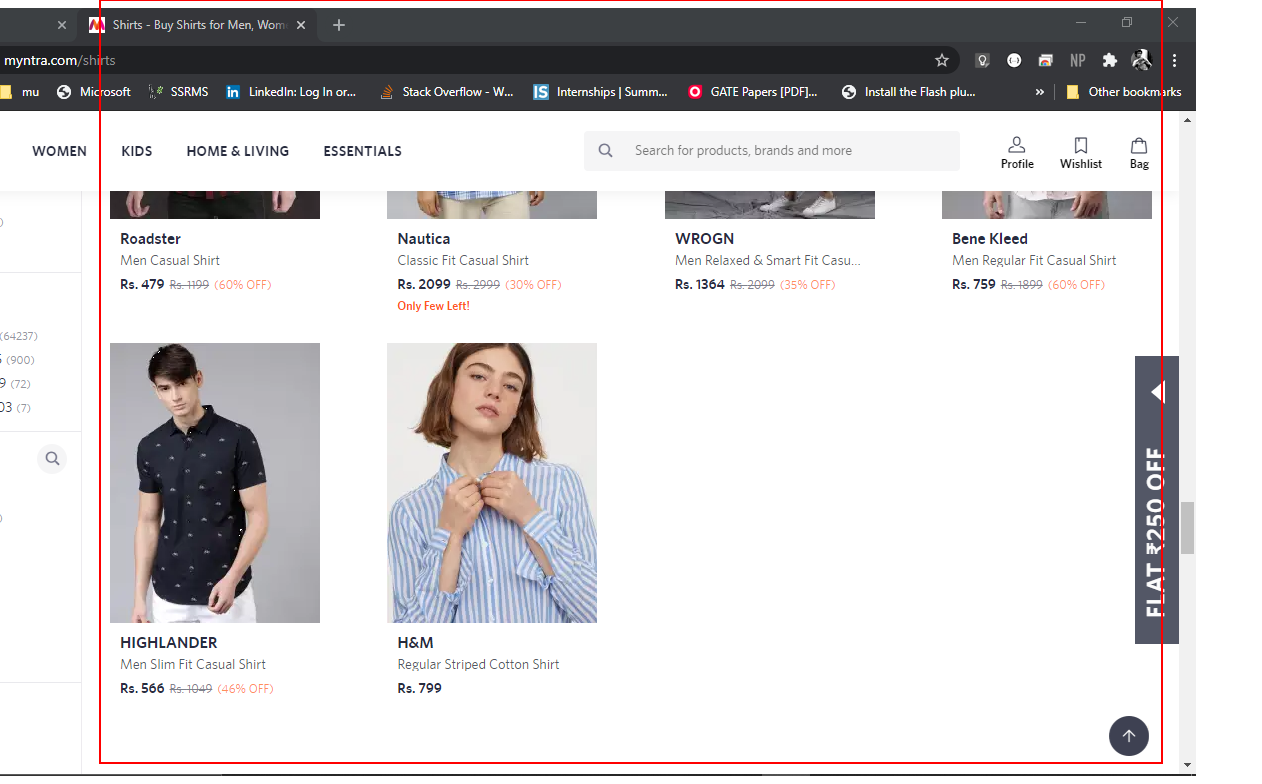 Shirts - Buy Shirts for Men, Wom
myntra.com/shirts
NP
mu
Microsoft
SSRMS
LinkedIn: Log In or...
Stack Overflow - W...
IS
Internships | Summ...
GATE Papers [PDF]...
Install the Flash plu...
»
Other bookmarks
WOMEN
KIDS
HOME & LIVING
ESSENTIALS
Search for products, brands and more
Profile
Wishlist
Bag
Roadster
Men Casual Shirt
Rs. 479 Rs. 1199 (60% OFF)
Nautica
Classic Fit Casual Shirt
Rs. 2099 Rs. 2999 (30% OFF)
Only Few Left!
WROGN
Men Relaxed & Smart Fit Casu...
Rs. 1364 Rs. 2099 (35% OFF)
Bene Kleed
Men Regular Fit Casual Shirt
Rs. 759 Rs. 1899 (60% OFF)
(64237)
(900)
9 (72)
03 (7)
FLAT ₹250 OFF
HIGHLANDER
Men Slim Fit Casual Shirt
Rs. 566 Rs. 1049 (46% OFF)
H&M
Regular Striped Cotton Shirt
Rs. 799